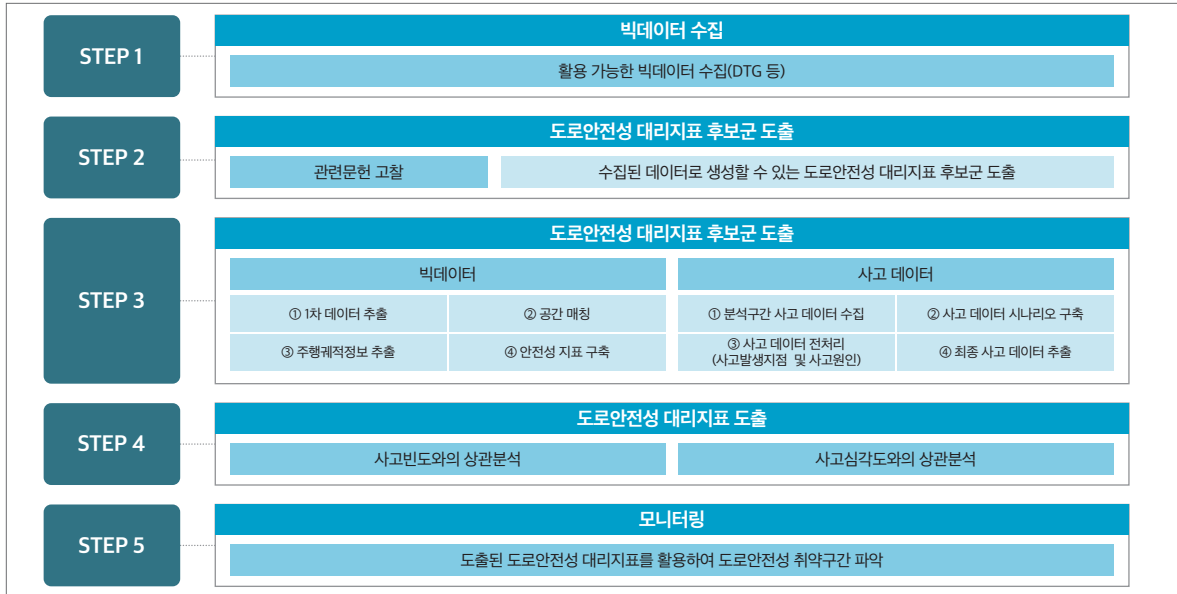 STEP 1
빅데이터 수집
활용 가능한 빅데이터 수집(DTG 등)
STEP 2
도로안전성 대리지표 후보군 도출
관련문헌 고찰
수집된 데이터로 생성할 수 있는 도로안전성 대리지표 후보군 도출
STEP 3
도로안전성 대리지표 후보군 도출
빅데이터
사고 데이터
① 1차 데이터 추출
② 공간 매칭
① 분석구간 사고 데이터 수집
② 사고 데이터 시나리오 구축
③ 주행궤적정보 추출
④ 안전성 지표 구축
③ 사고 데이터 전처리
(사고발생지점 및 사고원인)
④ 최종 사고 데이터 추출
STEP 4
도로안전성 대리지표 도출
사고빈도와의 상관분석
사고심각도와의 상관분석
STEP 5
모니터링
도출된 도로안전성 대리지표를 활용하여 도로안전성 취약구간 파악